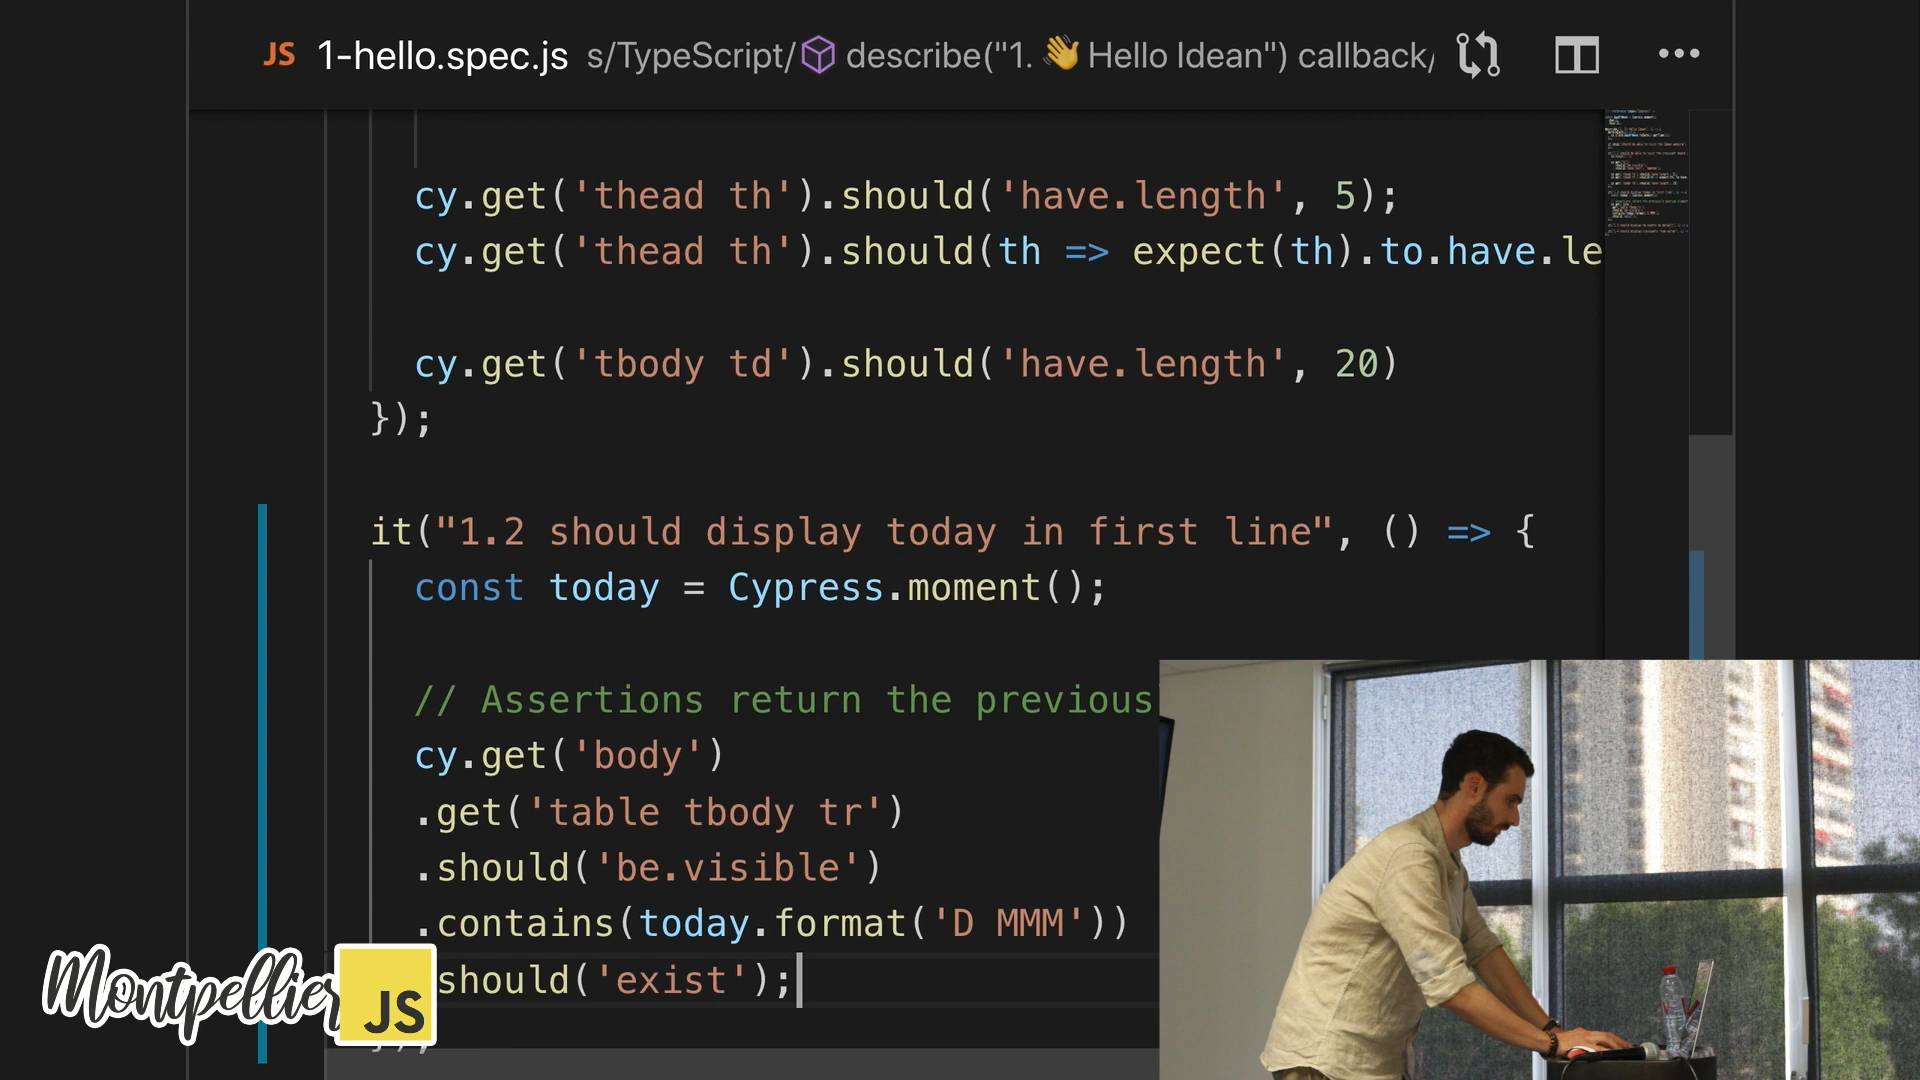 JS 1-hello.spec.js s/TypeScript/ describe("1. 👋 Hello Idean") callback/
cy.get('thead th').should('have.length', 5);
cy.get('thead th').should(th => expect(th).to.have.le
cy.get('tbody td').should('have.length', 20)
});
it("1.2 should display today in first line", () => {
const today = Cypress.moment();
// Assertions return the previous
cy.get('body')
.get('table tbody tr')
.should('be.visible')
.contains(today.format('D MMM'))
should('exist');
});
Montpellier JS